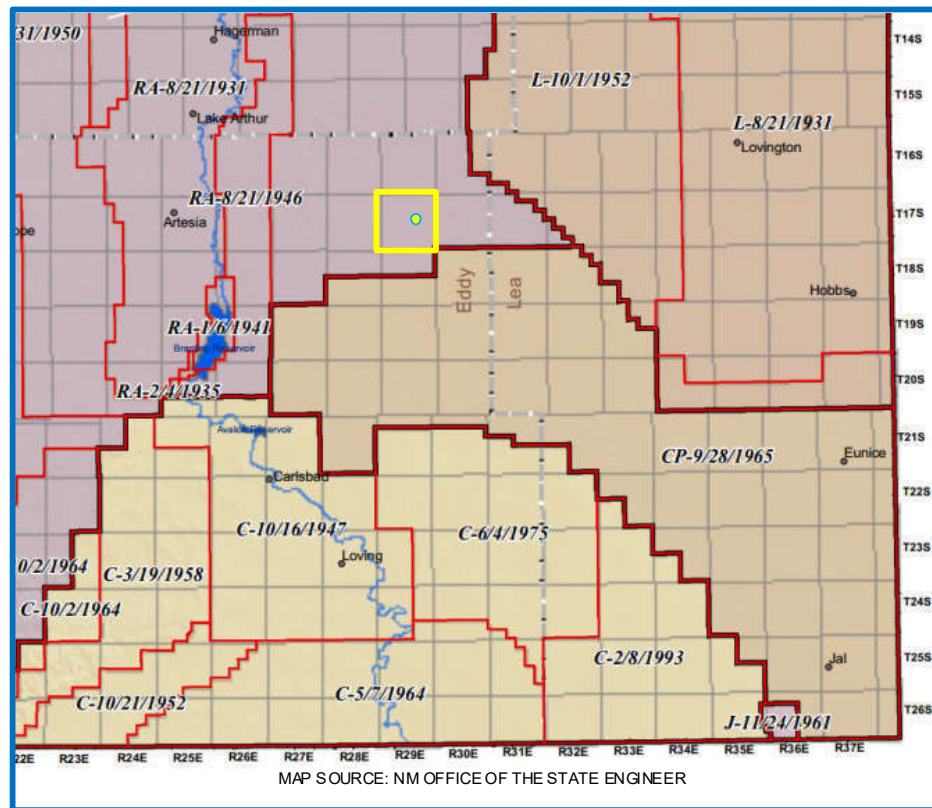 31/1950
Hagerman
T14S
L-10/1/1952
RA-8/21/1931
T15S
Lake Arthur
L-8/21/1931
Lovington
T16S
RA-8/21/1946
Artesia
T17S
ope
T18S
Eddy
Lea
Hobbs
T19S
RA-1/6/1941
Brantley Reservoir
T20S
RA-2/4/1935
Avalon Reservoir
T21S
CP-9/28/1965
Eunice
Carlsbad
T22S
C-10/16/1947
C-6/4/1975
T23S
Loving
0/2/1964
C-3/19/1958
T24S
C-10/2/1964
C-2/8/1993
Jal
T25S
C-10/21/1952
C-5/7/1964
T26S
J-11/24/1961
22E R23E R24E R25E R26E R27E R28E R29E R30E R31E R32E R33E R34E R35E R36E R37E
MAP SOURCE: NM OFFICE OF THE STATE ENGINEER